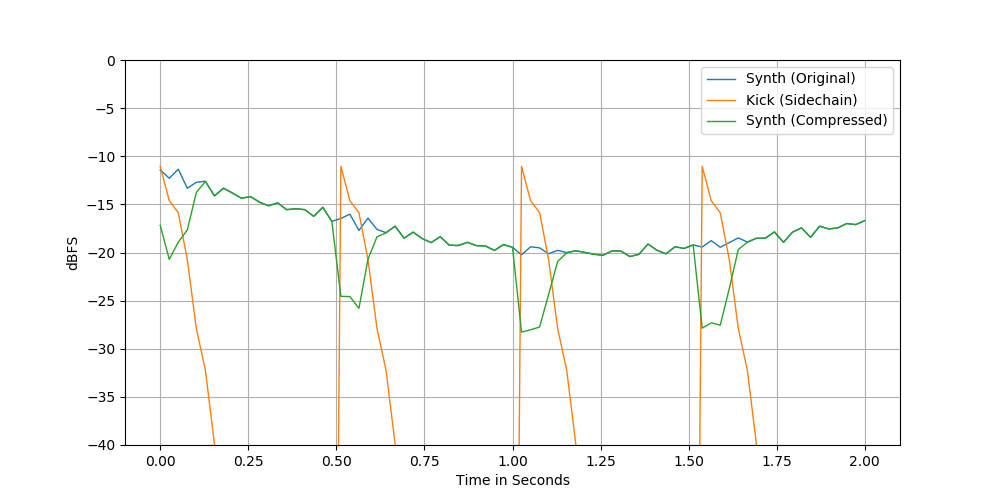 Synth (Original)
Kick (Sidechain)
Synth (Compressed)
dBFS
0
−5
−10
−15
−20
−25
−30
−35
−40
0.00 0.25 0.50 0.75 1.00 1.25 1.50 1.75 2.00
Time in Seconds